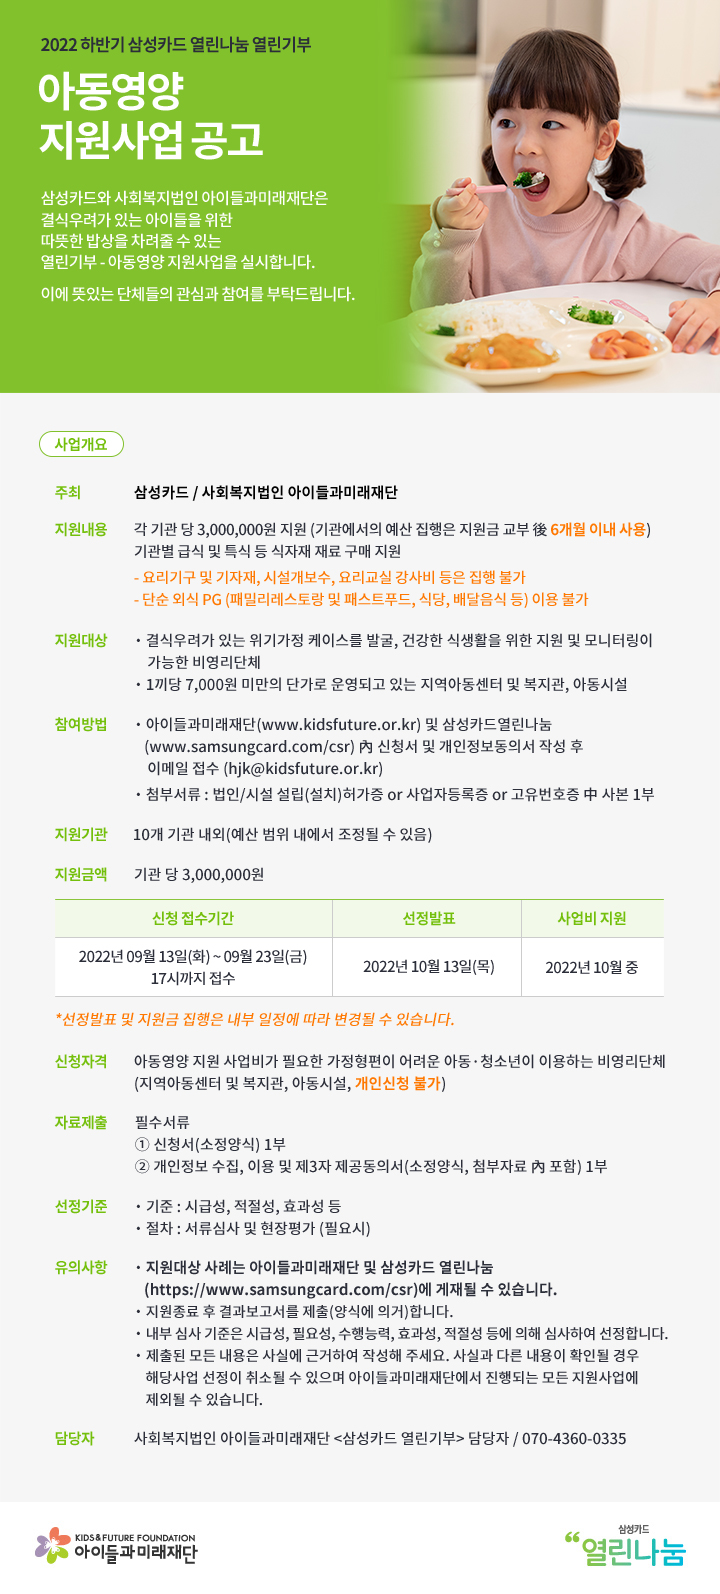 2022 하반기 삼성카드 열린나눔 열린기부
아동영양
지원사업 공고
삼성카드와 사회복지법인 아이들과미래재단은
결식우려가 있는 아이들을 위한
따뜻한 밥상을 차려줄 수 있는
열린기부 - 아동영양 지원사업을 실시합니다.
이에 뜻있는 단체들의 관심과 참여를 부탁드립니다.
사업개요
주최 삼성카드 / 사회복지법인 아이들과미래재단
지원내용 각 기관 당 3,000,000원 지원 (기관에서의 예산 집행은 지원금 교부 後 6개월 이내 사용)
기관별 급식 및 특식 등 식자재 재료 구매 지원
- 요리기구 및 기자재, 시설개보수, 요리교실 강사비 등은 집행 불가
- 단순 외식 PG (패밀리레스토랑 및 패스트푸드, 식당, 배달음식 등) 이용 불가
지원대상 · 결식우려가 있는 위기가정 케이스를 발굴, 건강한 식생활을 위한 지원 및 모니터링이
가능한 비영리단체
· 1끼당 7,000원 미만의 단가로 운영되고 있는 지역아동센터 및 복지관, 아동시설
참여방법 · 아이들과미래재단(www.kidsfuture.or.kr) 및 삼성카드열린나눔
(www.samsungcard.com/csr) 內 신청서 및 개인정보동의서 작성 후
이메일 접수 (hjk@kidsfuture.or.kr)
· 첨부서류 : 법인/시설 설립(설치)허가증 or 사업자등록증 or 고유번호증 中 사본 1부
지원기관 10개 기관 내외(예산 범위 내에서 조정될 수 있음)
지원금액 기관 당 3,000,000원
신청 접수기간 선정발표 사업비 지원
2022년 09월 13일(화) ~ 09월 23일(금)
17시까지 접수
2022년 10월 13일(목)
2022년 10월 중
*선정발표 및 지원금 집행은 내부 일정에 따라 변경될 수 있습니다.
신청자격 아동영양 지원 사업비가 필요한 가정형편이 어려운 아동·청소년이 이용하는 비영리단체
(지역아동센터 및 복지관, 아동시설, 개인신청 불가)
자료제출 필수서류
① 신청서(소정양식) 1부
② 개인정보 수집, 이용 및 제3자 제공동의서(소정양식, 첨부자료 內 포함) 1부
선정기준 · 기준 : 시급성, 적절성, 효과성 등
· 절차 : 서류심사 및 현장평가 (필요시)
유의사항 · 지원대상 사례는 아이들과미래재단 및 삼성카드 열린나눔
(https://www.samsungcard.com/csr)에 게재될 수 있습니다.
· 지원종료 후 결과보고서를 제출(양식에 의거)합니다.
· 내부 심사 기준은 시급성, 필요성, 수행능력, 효과성, 적절성 등에 의해 심사하여 선정합니다.
· 제출된 모든 내용은 사실에 근거하여 작성해 주세요. 사실과 다른 내용이 확인될 경우
해당사업 선정이 취소될 수 있으며 아이들과미래재단에서 진행되는 모든 지원사업에
제외될 수 있습니다.
담당자 사회복지법인 아이들과미래재단 <삼성카드 열린기부> 담당자 / 070-4360-0335
KIDS & FUTURE FOUNDATION
아이들과미래재단
삼성카드
“열린나눔